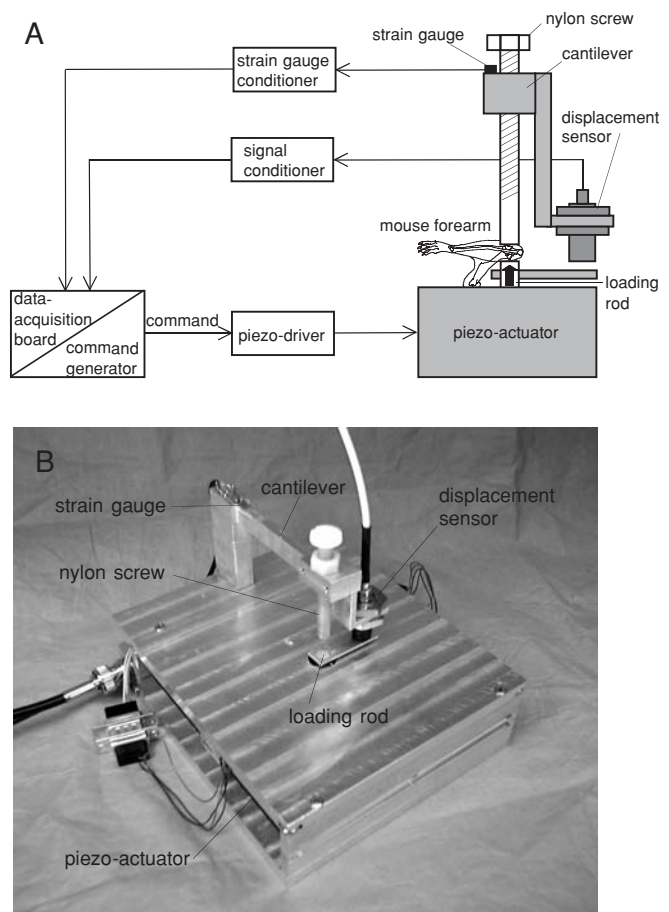 A
nylon screw
strain gauge
cantilever
strain gauge
conditioner
displacement
sensor
signal
conditioner
mouse forearm
loading
rod
data-
acquisition
board
command
generator
command
piezo-driver
piezo-actuator
B
cantilever
displacement
sensor
strain gauge
nylon screw
loading rod
piezo-actuator